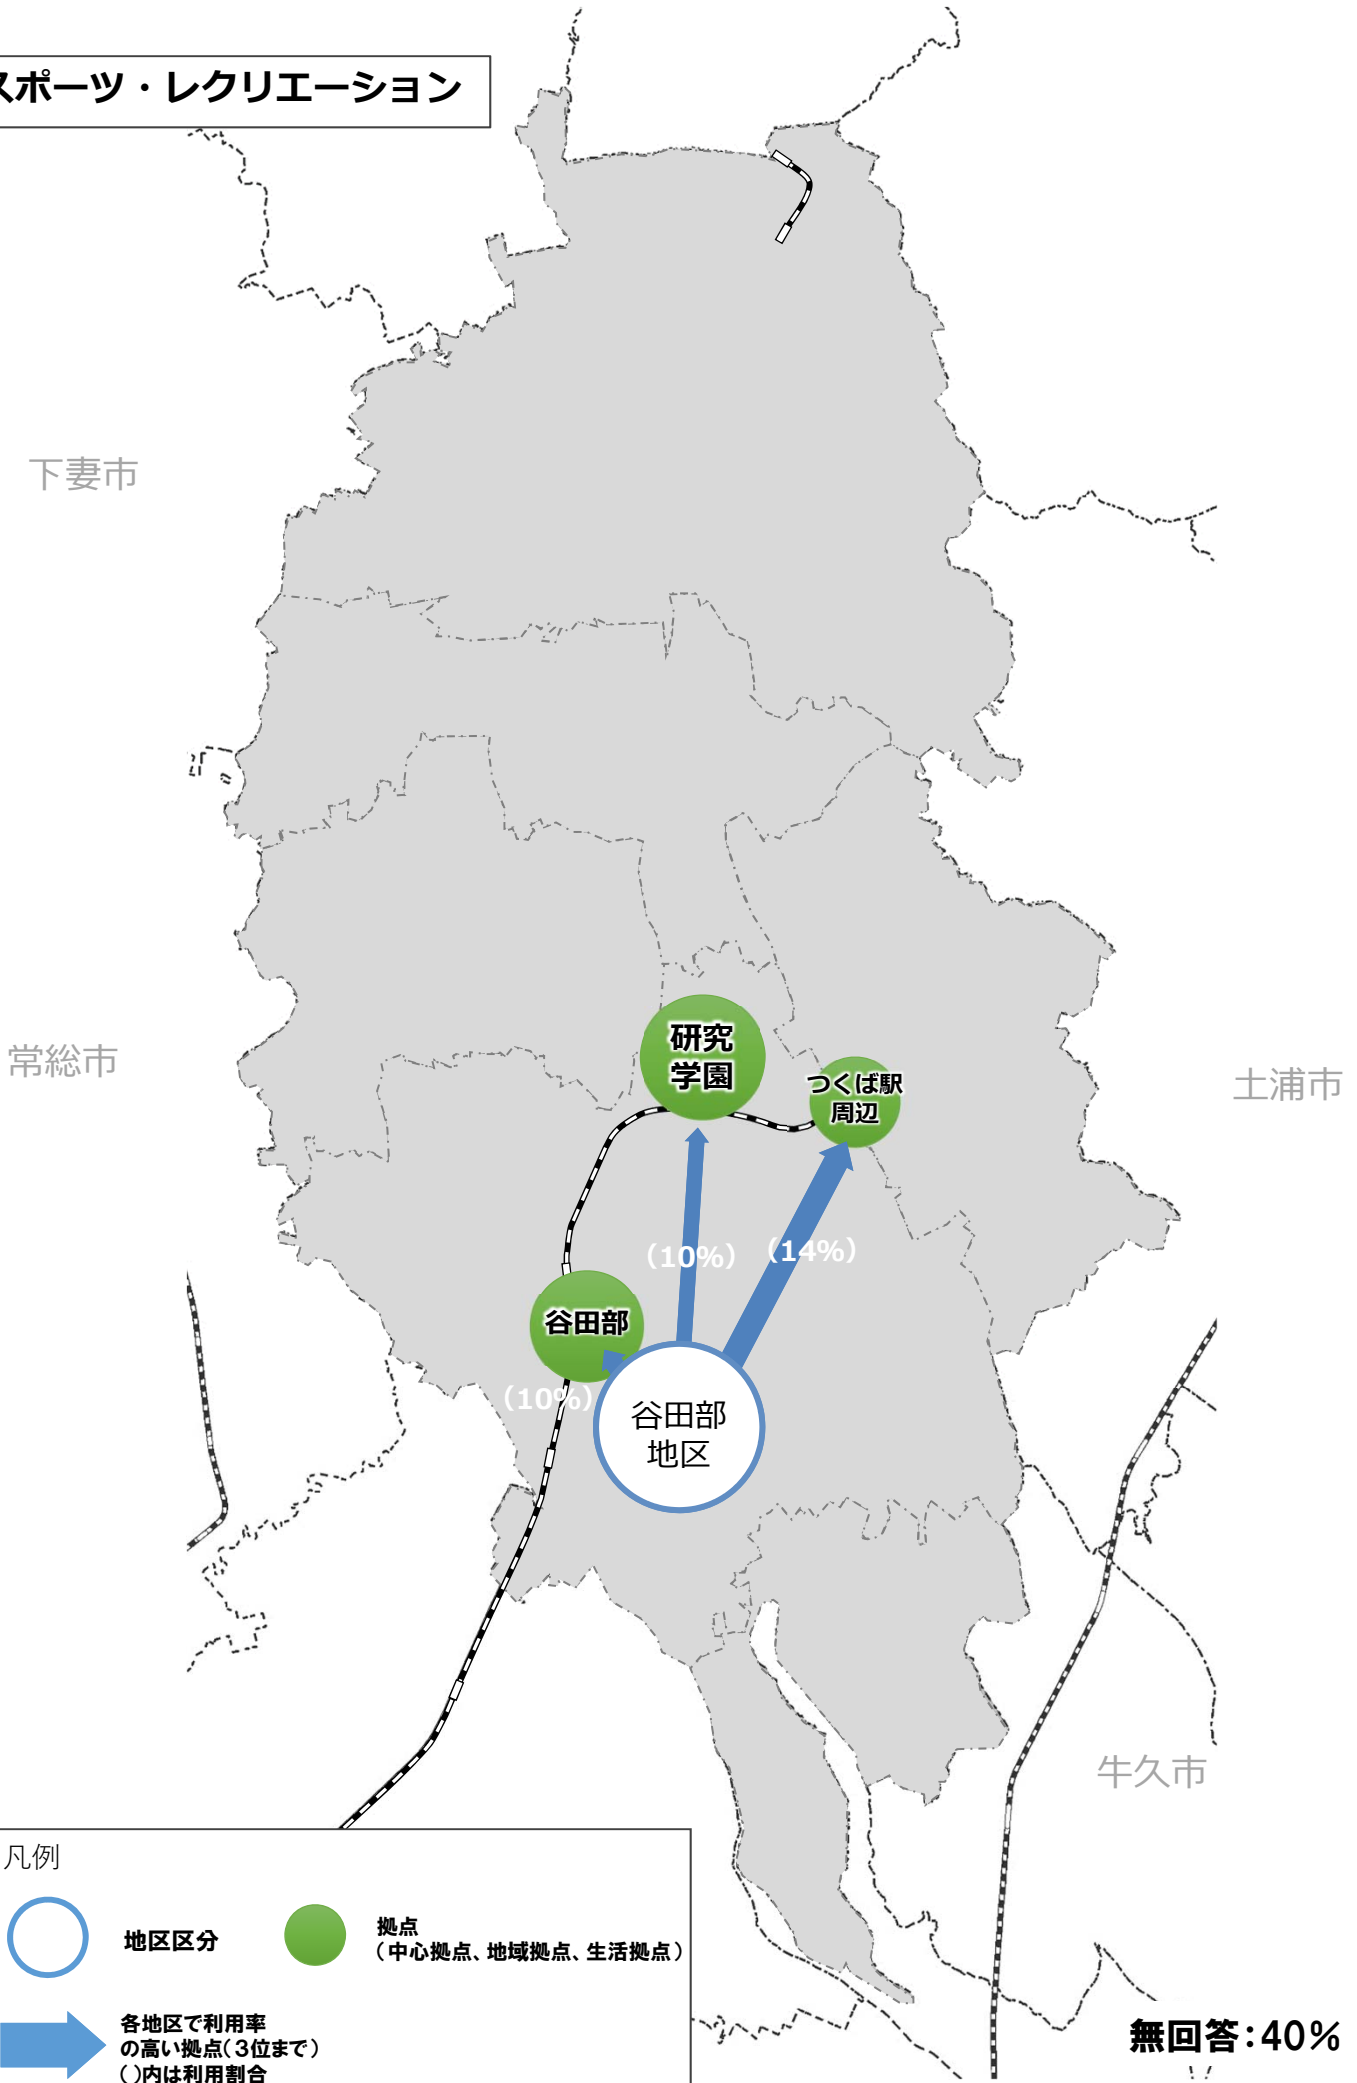 スポーツ・レクリエーション
下妻市
常総市
土浦市
牛久市
研究
学園
つくば駅
周辺
（10%）
（14%）
谷田部
（10%）
谷田部
地区
凡例
地区区分
拠点
（中心拠点、地域拠点、生活拠点）
各地区で利用率
の高い拠点（3位まで）
（）内は利用割合
無回答：40%